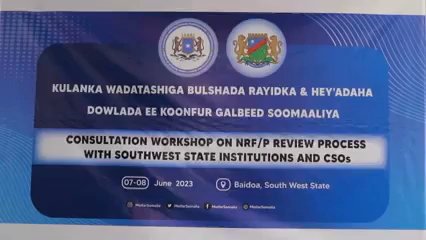 KULANKA WADATASHIGA BULSHADA RAYIDKA & HEY'ADAHA
DOWLADA EE KOONFUR GALBEED SOOMAALIYA
CONSULTATION WORKSHOP ON NRF/P REVIEW PROCESS
WITH SOUTHWEST STATE INSTITUTIONS AND CSOs
07-08 June 2023 Baidoa, South West State